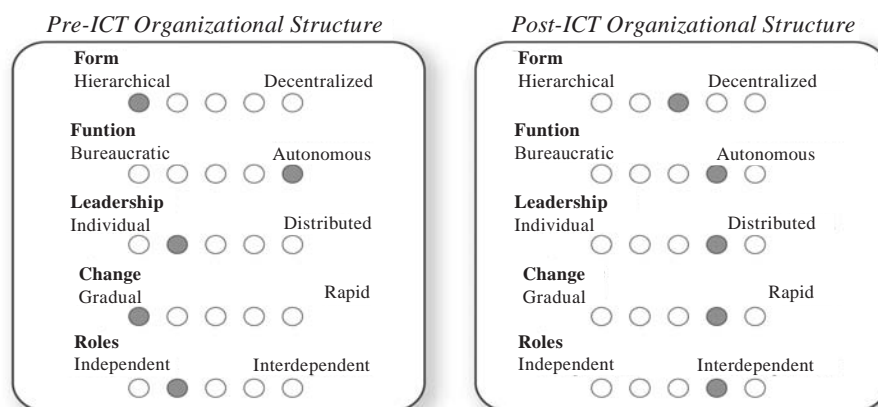 Pre-ICT Organizational Structure
Form
Hierarchical Decentralized
Funtion
Bureaucratic Autonomous
Leadership
Individual Distributed
Change
Gradual Rapid
Roles
Independent Interdependent
Post-ICT Organizational Structure
Form
Hierarchical Decentralized
Funtion
Bureaucratic Autonomous
Leadership
Individual Distributed
Change
Gradual Rapid
Roles
Independent Interdependent